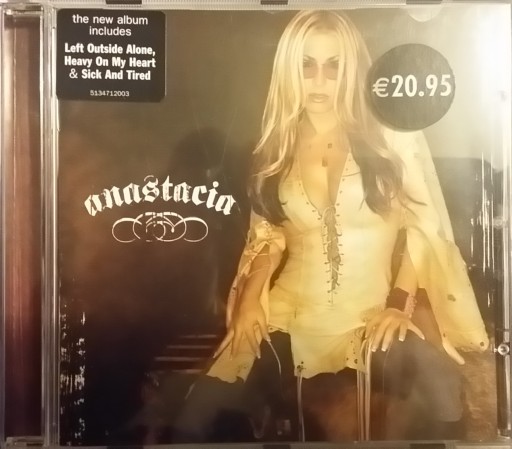 the new album
includes
Left Outside Alone,
Heavy On My Heart
& Sick And Tired
5134712003
€20.95
anastacia